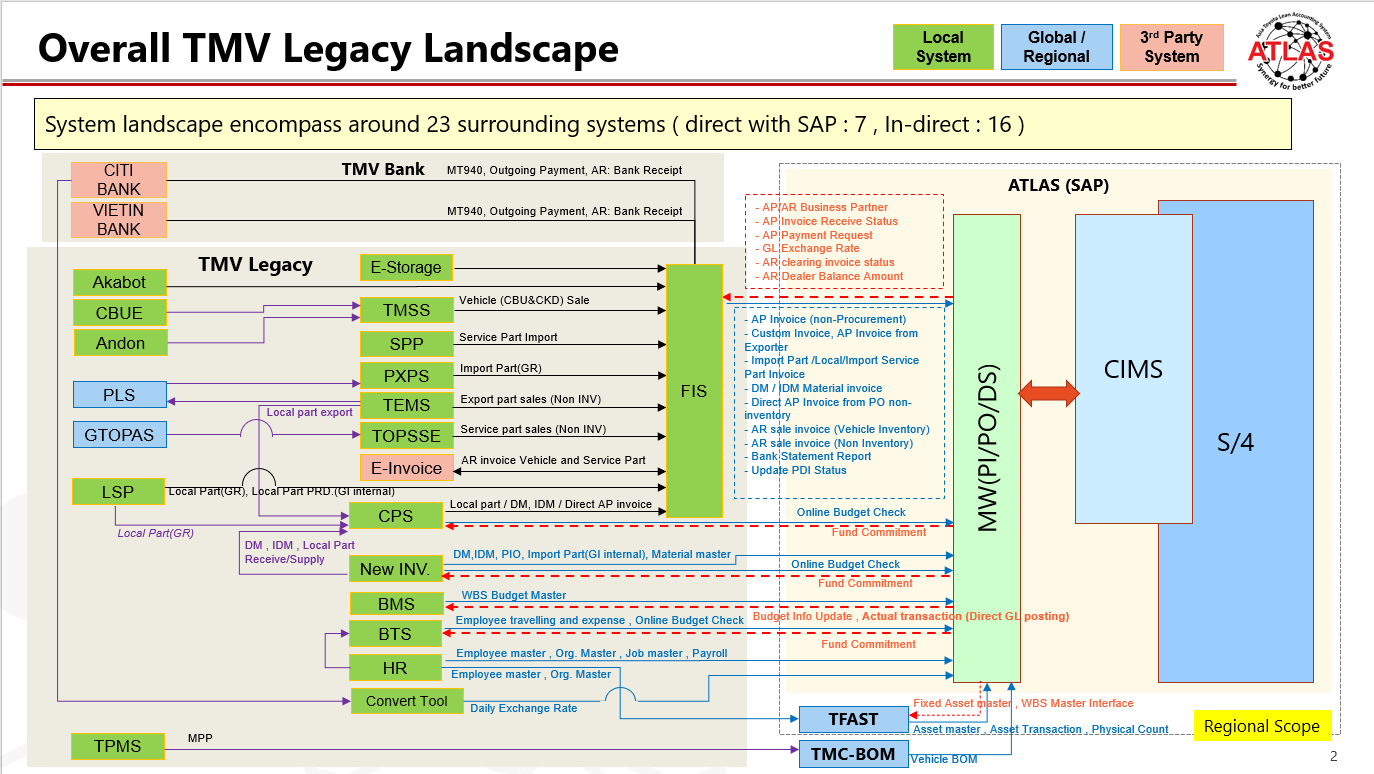 Overall TMV Legacy Landscape
Local
System
Global /
Regional
3rd Party
System
Asia Toyota Lean Accounting System
ATLAS
Synergy for better future
System landscape encompass around 23 surrounding systems ( direct with SAP : 7 , In-direct : 16 )
TMV Bank
CITI
BANK
MT940, Outgoing Payment, AR: Bank Receipt
VIETIN
BANK
MT940, Outgoing Payment, AR: Bank Receipt
TMV Legacy
Akabot
CBUE
Andon
PLS
GTOPAS
LSP
E-Storage
TMSS
Vehicle (CBU&CKD) Sale
SPP
Service Part Import
PXPS
Import Part(GR)
TEMS
Export part sales (Non INV)
Local part export
TOPSSE
Service part sales (Non INV)
E-Invoice
AR invoice Vehicle and Service Part
Local Part(GR), Local Part PRD.(GI internal)
CPS
Local part / DM, IDM / Direct AP invoice
Local Part(GR)
FIS
DM , IDM , Local Part
Receive/Supply
New INV.
DM,IDM, PIO, Import Part(GI internal), Material master
BMS
WBS Budget Master
BTS
Employee travelling and expense , Online Budget Check
HR
Employee master , Org. Master , Job master , Payroll
Employee master , Org. Master
Convert Tool
Daily Exchange Rate
TPMS
MPP
ATLAS (SAP)
- AP/AR Business Partner
- AP Invoice Receive Status
- AP Payment Request
- GL Exchange Rate
- AR clearing invoice status
- AR Dealer Balance Amount
- AP Invoice (non-Procurement)
- Custom Invoice, AP Invoice from
Exporter
- Import Part /Local/Import Service
Part Invoice
- DM / IDM Material invoice
- Direct AP Invoice from PO non-
inventory
- AR sale invoice (Vehicle Inventory)
- AR sale invoice (Non Inventory)
- Bank Statement Report
- Update PDI Status
Online Budget Check
Fund Commitment
Online Budget Check
Fund Commitment
Budget Info Update , Actual transaction (Direct GL posting)
Fund Commitment
MW(PI/PO/DS)
CIMS
S/4
TFAST
Fixed Asset master , WBS Master Interface
Asset master , Asset Transaction , Physical Count
TMC-BOM
Vehicle BOM
Regional Scope
2